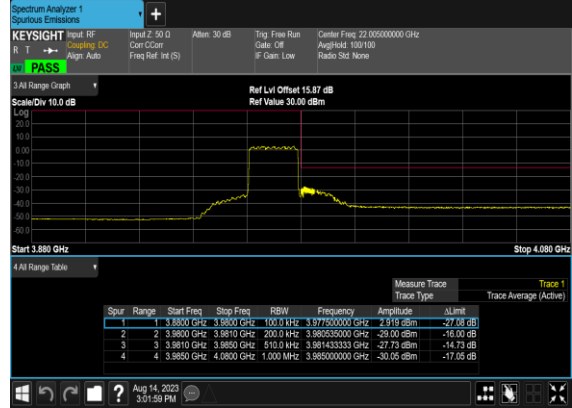 Spectrum Analyzer 1
Spurious Emissions
+
KEYSIGHT Input: RF Input Z: 50 Ω Atten: 30 dB Trig: Free Run Center Freq: 22.005000000 GHz
R T Coupling: DC Corr CCorr Gate: Off Avg|Hold: 100/100
Align: Auto Freq Ref: Int (S) IF Gain: Low Radio Std: None
PASS
3 All Range Graph
Ref Lvl Offset 15.87 dB
Scale/Div 10.0 dB Ref Value 30.00 dBm
Log
20.0
10.0
0.00
-10.0
-20.0
-30.0
-40.0
-50.0
-60.0
Start 3.880 GHz Stop 4.080 GHz
4 All Range Table
Measure Trace Trace 1
Trace Type Trace Average (Active)
Spur Range Start Freq Stop Freq RBW Frequency Amplitude ΔLimit
1 1 3.8800 GHz 3.9800 GHz 100.0 kHz 3.977500000 GHz 2.919 dBm -27.08 dB
2 2 3.9800 GHz 3.9810 GHz 200.0 kHz 3.980535000 GHz -29.00 dBm -16.00 dB
3 3 3.9810 GHz 3.9850 GHz 510.0 kHz 3.981433333 GHz -27.73 dBm -14.73 dB
4 4 3.9850 GHz 4.0800 GHz 1.000 MHz 3.985000000 GHz -30.05 dBm -17.05 dB
? Aug 14, 2023
3:01:59 PM